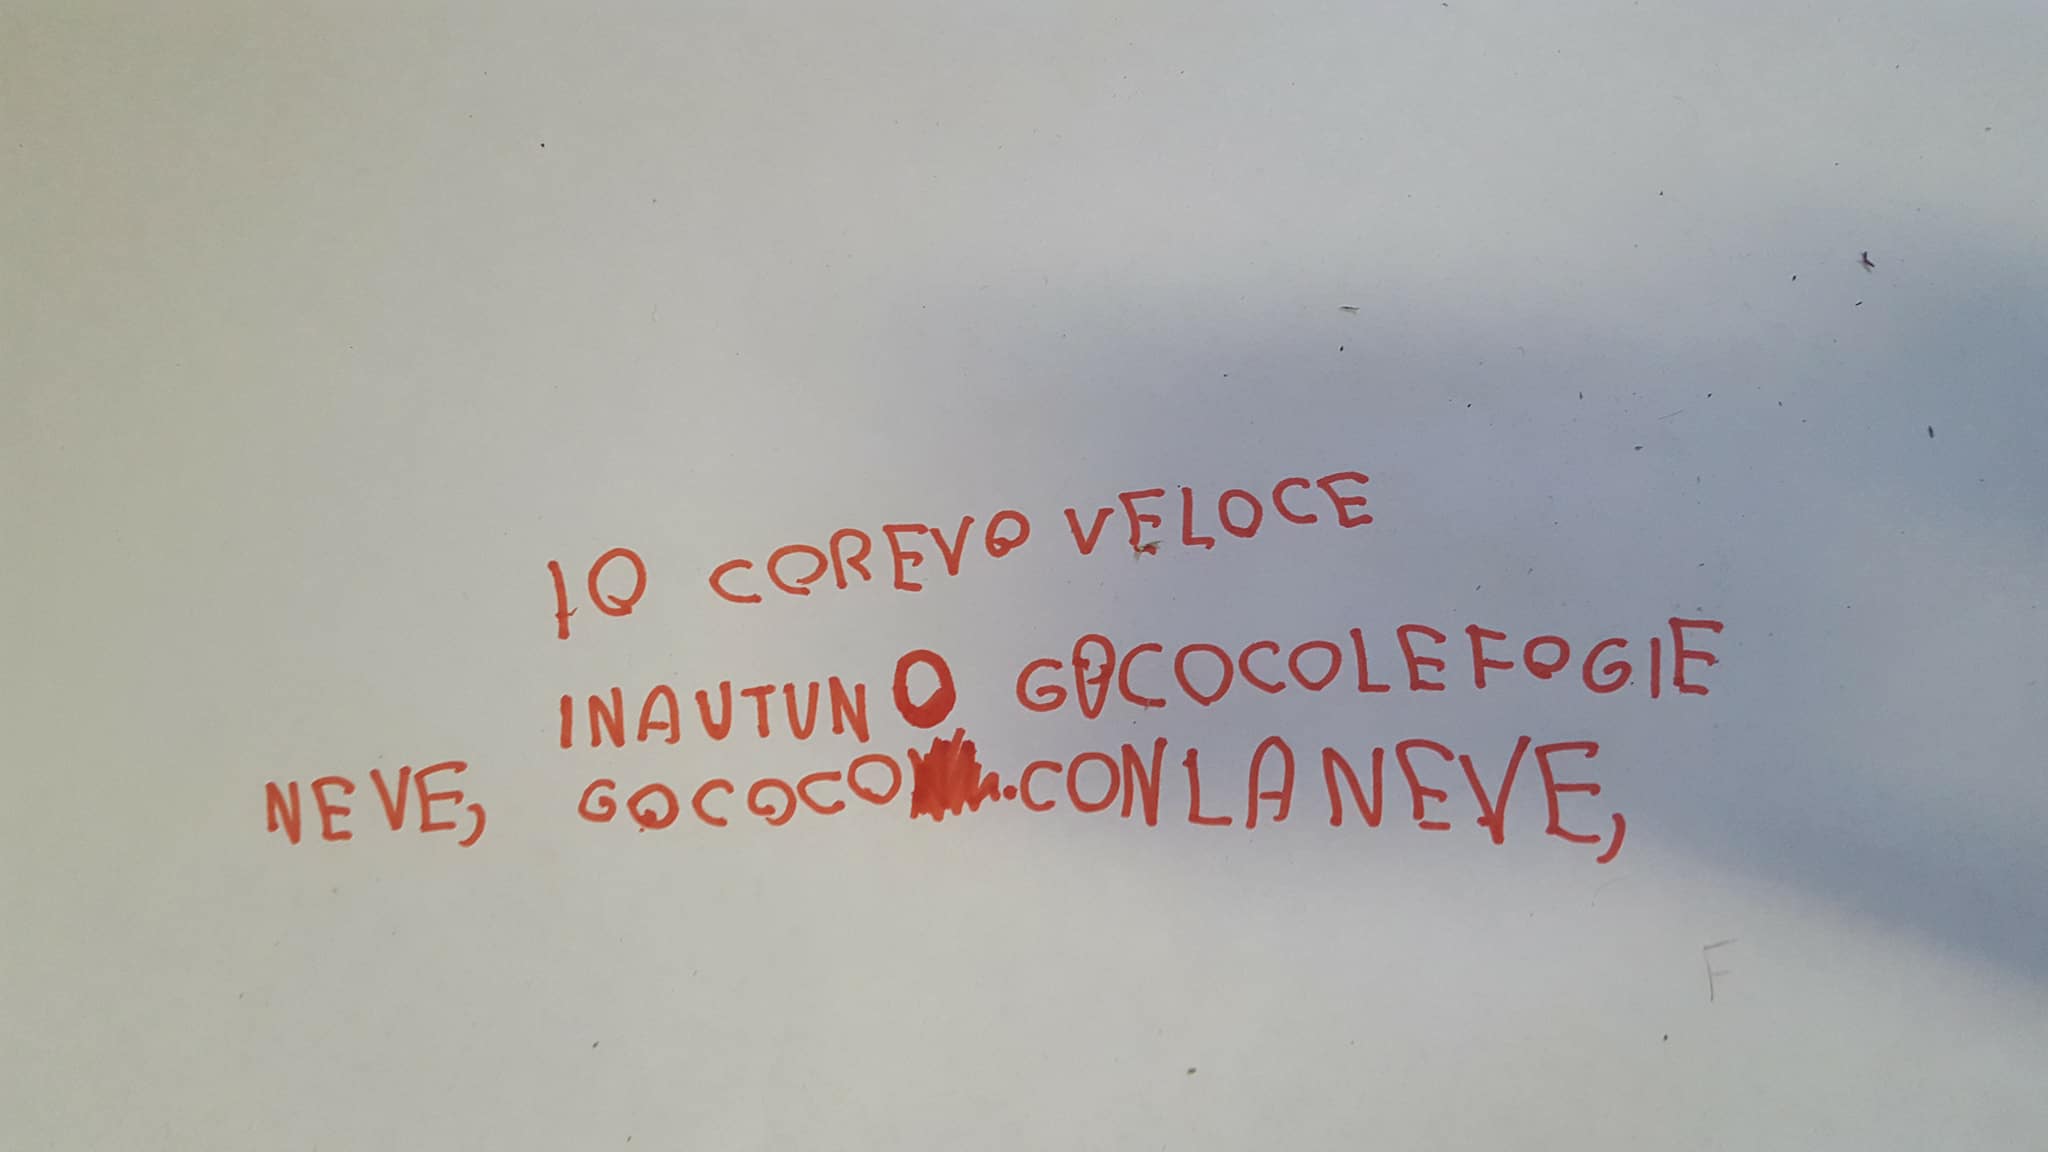 IO COREVO VELOCE
INAUTUNO GOCOCOLEFOGIE
NEVE, GOCOCO .CONLANEVE,
F